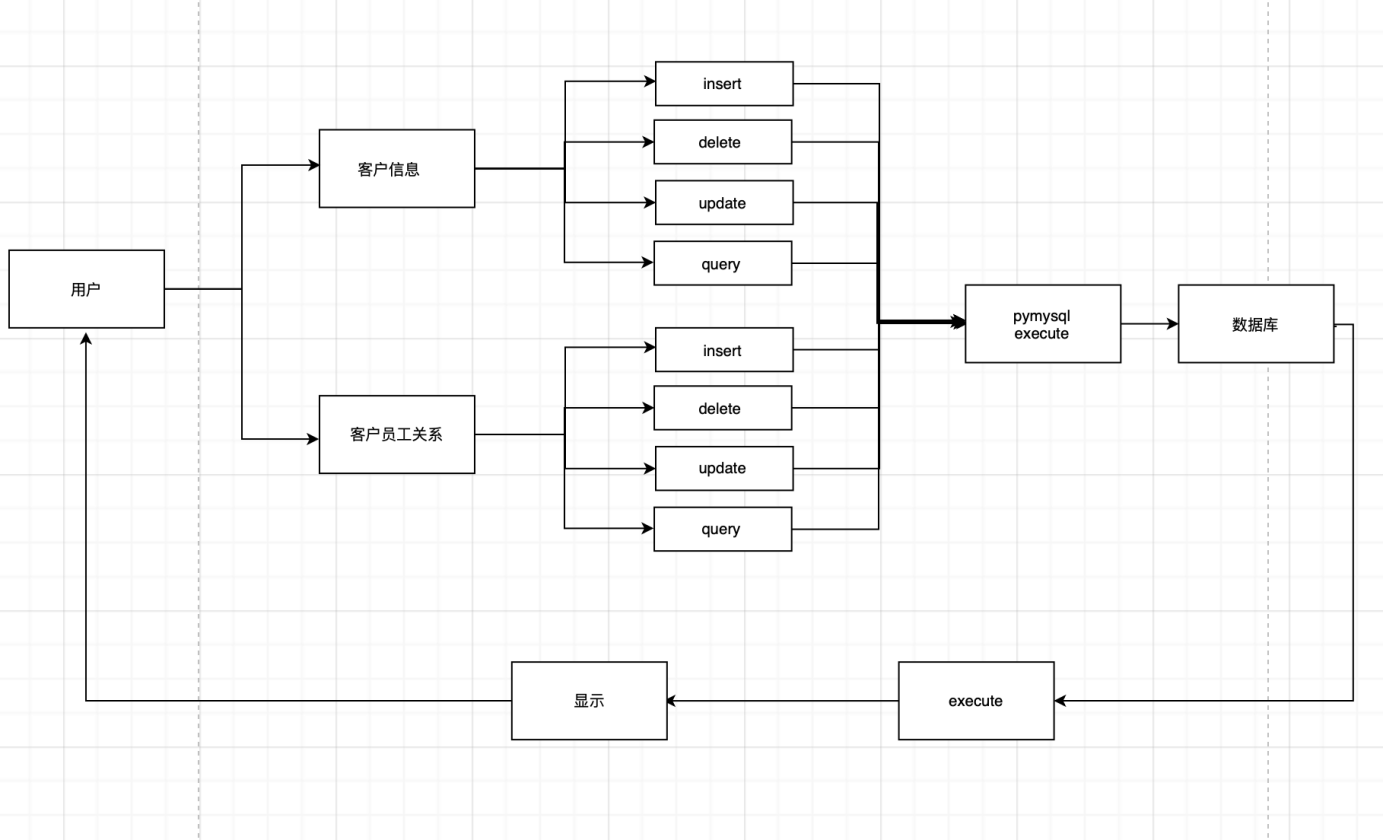 用户
客户信息
insert
delete
update
query
客户员工关系
insert
delete
update
query
pymysql
execute
数据库
execute
显示